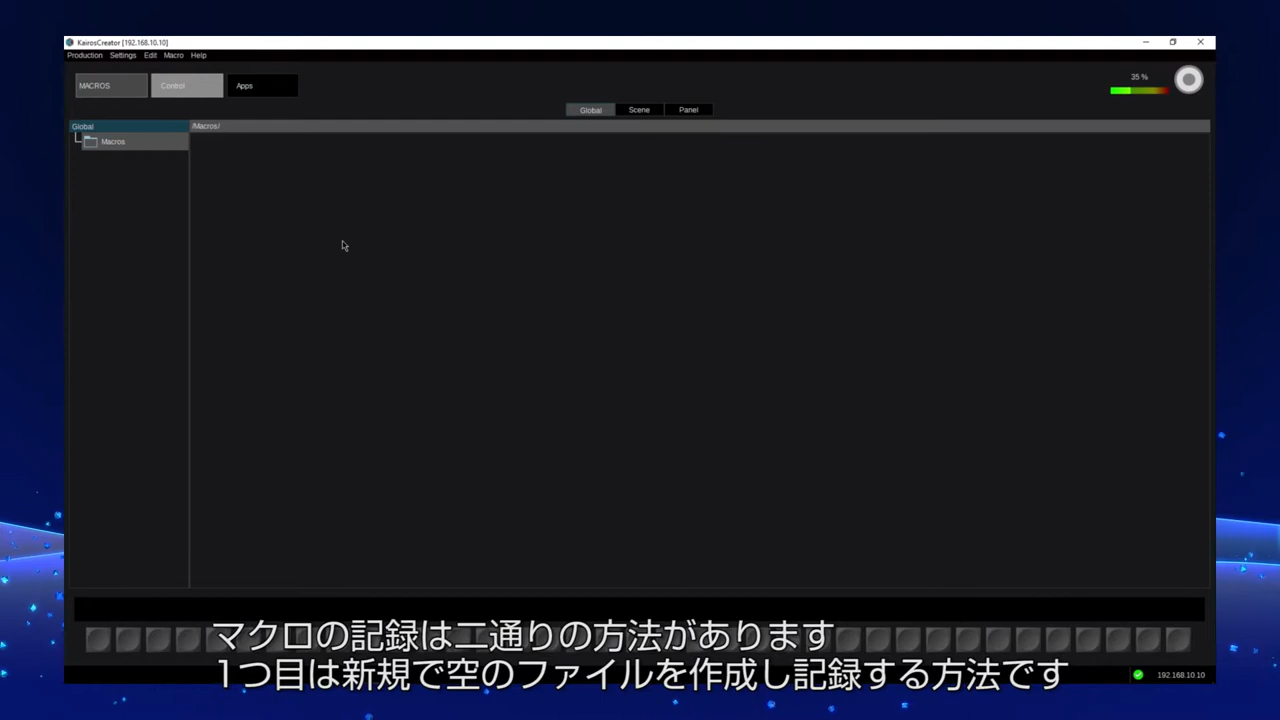 KairosCreator [192.168.10.10]
Production Settings Edit Macro Help
MACROS Control Apps
35 %
Global Scene Panel
Global /Macros/
Macros
マクロの記録は二通りの方法があります
1つ目は新規で空のファイルを作成し記録する方法です
192.168.10.10